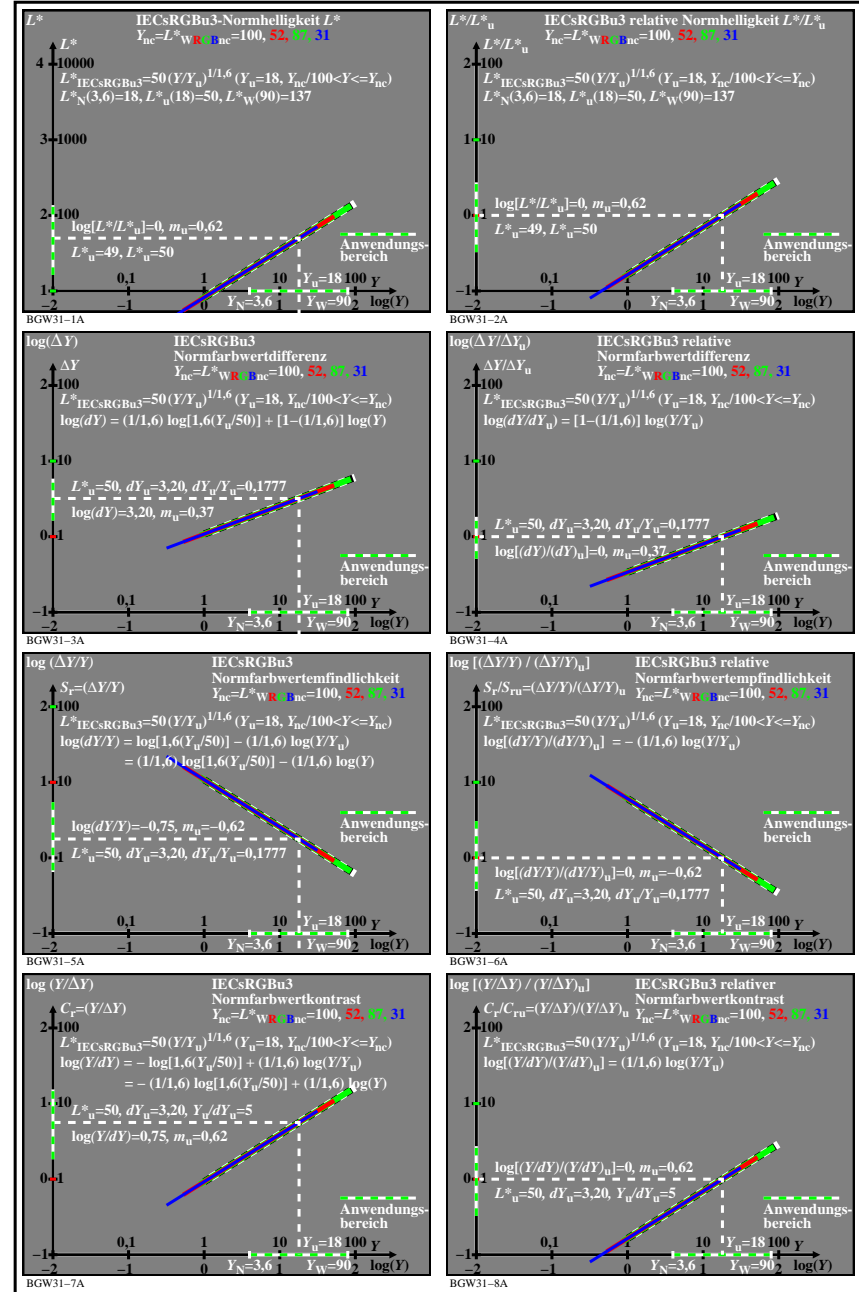 L* IECsRGBu3-Normhelligkeit L*
Ync=L*WRGBnc=100, 52, 87, 31
L*
4 10000
L*IECsRGBu3=50(Y/Yu)1/1,6 (Yu=18, Ync/100<Y<=Ync)
L*N(3,6)=18, L*u(18)=50, L*W(90)=137
3 1000
2 100
log[L*/L*u]=0, mu=0,62
L*u=49, L*u=50
Anwendungs-
bereich
0,1 1 10 Yu=18 100 Y
1
−2 −1 0 YN=3,6 YW=90 2 log(Y)
BGW31−1A
L*/L*u IECsRGBu3 relative Normhelligkeit L*/L*u
Ync=L*WRGBnc=100, 52, 87, 31
L*/L*u
2 100
L*IECsRGBu3=50(Y/Yu)1/1,6 (Yu=18, Ync/100<Y<=Ync)
L*N(3,6)=18, L*u(18)=50, L*W(90)=137
1 10
0 1
log[L*/L*u]=0, mu=0,62
L*u=49, L*u=50
Anwendungs-
bereich
0,1 1 10 Yu=18 100 Y
−1
−2 −1 0 YN=3,6 YW=90 2 log(Y)
BGW31−2A
log(ΔY) IECsRGBu3
Normfarbwertdifferenz
ΔY Ync=L*WRGBnc=100, 52, 87, 31
2 100
L*IECsRGBu3=50(Y/Yu)1/1,6 (Yu=18, Ync/100<Y<=Ync)
log(dY) = (1/1,6) log[1,6(Yu/50)] + [1−(1/1,6)] log(Y)
1 10
L*u=50, dYu=3,20, dYu/Yu=0,1777
log(dY)=3,20, mu=0,37
0 1
Anwendungs-
bereich
0,1 1 10 Yu=18 100 Y
−1
−2 −1 0 YN=3,6 YW=90 2 log(Y)
BGW31−3A
log(ΔY/ΔYu) IECsRGBu3 relative
Normfarbwertdifferenz
ΔY/ΔYu Ync=L*WRGBnc=100, 52, 87, 31
2 100
L*IECsRGBu3=50(Y/Yu)1/1,6 (Yu=18, Ync/100<Y<=Ync)
log(dY/dYu) = [1−(1/1,6)] log(Y/Yu)
1 10
L*u=50, dYu=3,20, dYu/Yu=0,1777
0 1
log[(dY)/(dY)u]=0, mu=0,37
Anwendungs-
bereich
0,1 1 10 Yu=18 100 Y
−1
−2 −1 0 YN=3,6 YW=90 2 log(Y)
BGW31−4A
log (ΔY/Y) IECsRGBu3
Normfarbwertemfindlichkeit
Sr=(ΔY/Y) Ync=L*WRGBnc=100, 52, 87, 31
2 100
L*IECsRGBu3=50(Y/Yu)1/1,6 (Yu=18, Ync/100<Y<=Ync)
log(dY/Y) = log[1,6(Yu/50)] − (1/1,6) log(Y/Yu)
= (1/1,6) log[1,6(Yu/50)] − (1/1,6) log(Y)
1 10
log(dY/Y)=−0,75, mu=−0,62
L*u=50, dYu=3,20, dYu/Yu=0,1777
0 1
Anwendungs-
bereich
0,1 1 10 Yu=18 100 Y
−1
−2 −1 0 YN=3,6 YW=90 2 log(Y)
BGW31−5A
log [(ΔY/Y) / (ΔY/Y)u] IECsRGBu3 relative
Normfarbwertempfindlichkeit
Sr/Sru=(ΔY/Y)/(ΔY/Y)u Ync=L*WRGBnc=100, 52, 87, 31
2 100
L*IECsRGBu3=50(Y/Yu)1/1,6 (Yu=18, Ync/100<Y<=Ync)
log[(dY/Y)/(dY/Y)u] = − (1/1,6) log(Y/Yu)
1 10
Anwendungs-
bereich
0 1
log[(dY/Y)/(dY/Y)u]=0, mu=−0,62
L*u=50, dYu=3,20, dYu/Yu=0,1777
0,1 1 10 Yu=18 100 Y
−1
−2 −1 0 YN=3,6 YW=90 2 log(Y)
BGW31−6A
log (Y/ΔY) IECsRGBu3
Normfarbwertkontrast
Cr=(Y/ΔY) Ync=L*WRGBnc=100, 52, 87, 31
2 100
L*IECsRGBu3=50(Y/Yu)1/1,6 (Yu=18, Ync/100<Y<=Ync)
log(Y/dY) = − log[1,6(Yu/50)] + (1/1,6) log(Y/Yu)
= − (1/1,6) log[1,6(Yu/50)] + (1/1,6) log(Y)
1 10
L*u=50, dYu=3,20, Yu/dYu=5
log(Y/dY)=0,75, mu=0,62
0 1
Anwendungs-
bereich
0,1 1 10 Yu=18 100 Y
−1
−2 −1 0 YN=3,6 YW=90 2 log(Y)
BGW31−7A
log [(Y/ΔY) / (Y/ΔY)u] IECsRGBu3 relativer
Normfarbwertkontrast
Cr/Cru=(Y/ΔY)/(Y/ΔY)u Ync=L*WRGBnc=100, 52, 87, 31
2 100
L*IECsRGBu3=50(Y/Yu)1/1,6 (Yu=18, Ync/100<Y<=Ync)
log[(Y/dY)/(Y/dY)u] = (1/1,6) log(Y/Yu)
1 10
log[(Y/dY)/(Y/dY)u]=0, mu=0,62
0 1
L*u=50, dYu=3,20, Yu/dYu=5
Anwendungs-
bereich
0,1 1 10 Yu=18 100 Y
−1
−2 −1 0 YN=3,6 YW=90 2 log(Y)
BGW31−8A